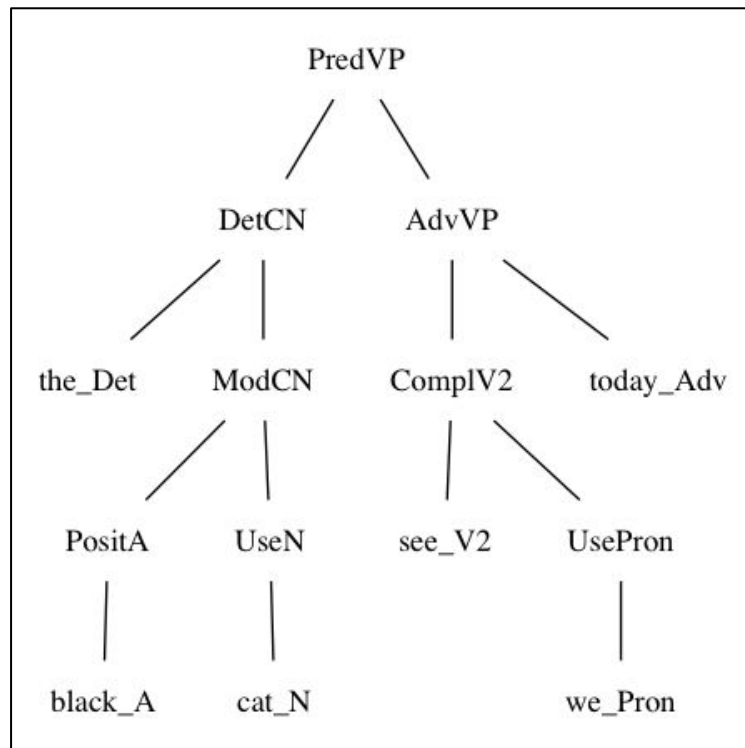 PredVP
DetCN AdvVP
the_Det ModCN ComplV2 today_Adv
PositA UseN see_V2 UsePron
black_A cat_N we_Pron